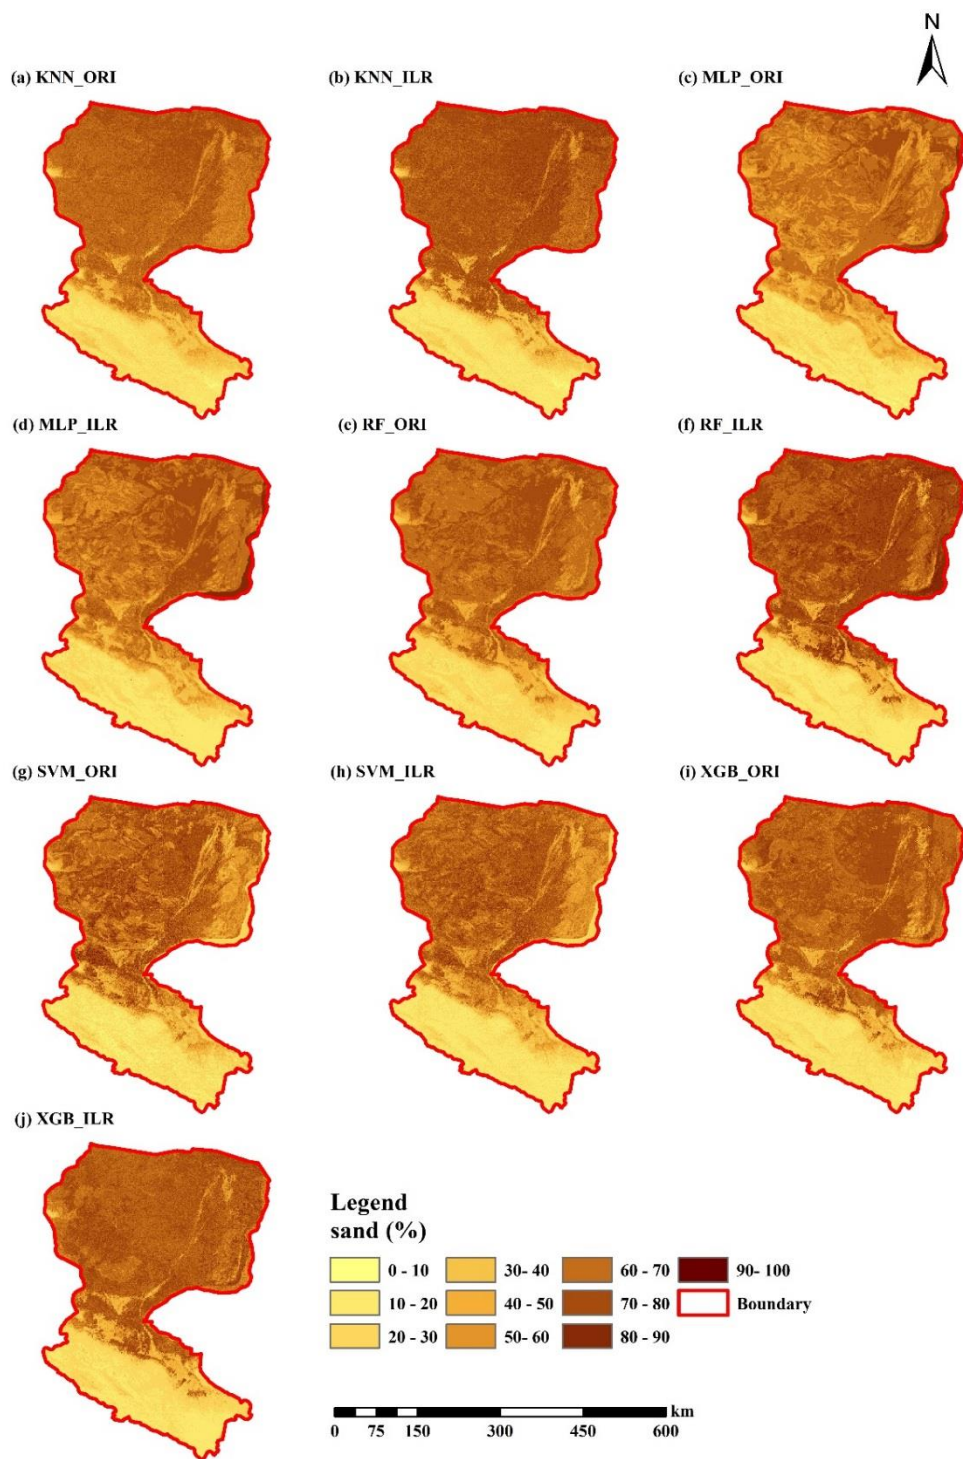 N
(a) KNN_ORI
(b) KNN_ILR
(c) MLP_ORI
(d) MLP_ILR
(c) RF_ORI
(f) RF_ILR
(g) SVM_ORI
(h) SVM_ILR
(i) XGB_ORI
(j) XGB_ILR
Legend
sand (%)
0 - 10
30- 40
60 - 70
90- 100
10 - 20
40 - 50
70 - 80
Boundary
20 - 30
50- 60
80 - 90
km
0 75 150 300 450 600